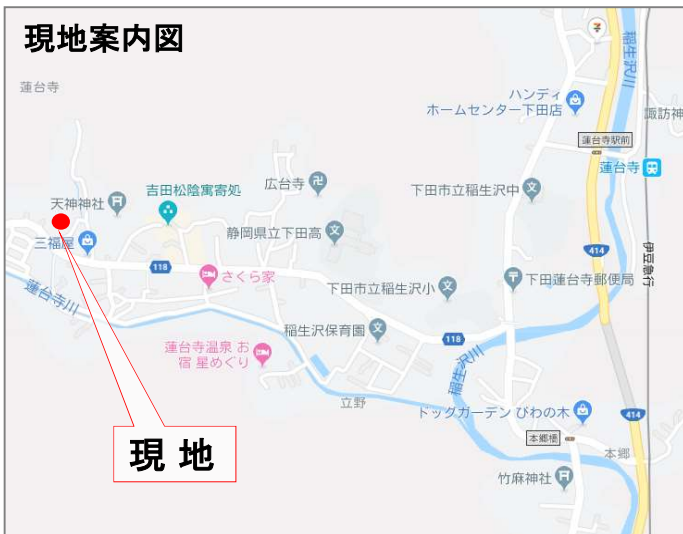 現地案内図
蓮台寺
天神神社
吉田松陰寓寄処
広台寺
静岡県立下田高
三福屋
118
さくら家
蓮台寺川
蓮台寺温泉 お
宿 星めぐり
稲生沢保育園
立野
現 地
ハンディ
ホームセンター下田店
稲生沢川
諏訪神
蓮台寺駅前
蓮台寺
下田市立稲生沢中
414
伊豆急行
下田市立稲生沢小
下田蓮台寺郵便局
118
稲生沢川
ドッグガーデン びわの木
414
本郷橋
本郷
竹麻神社